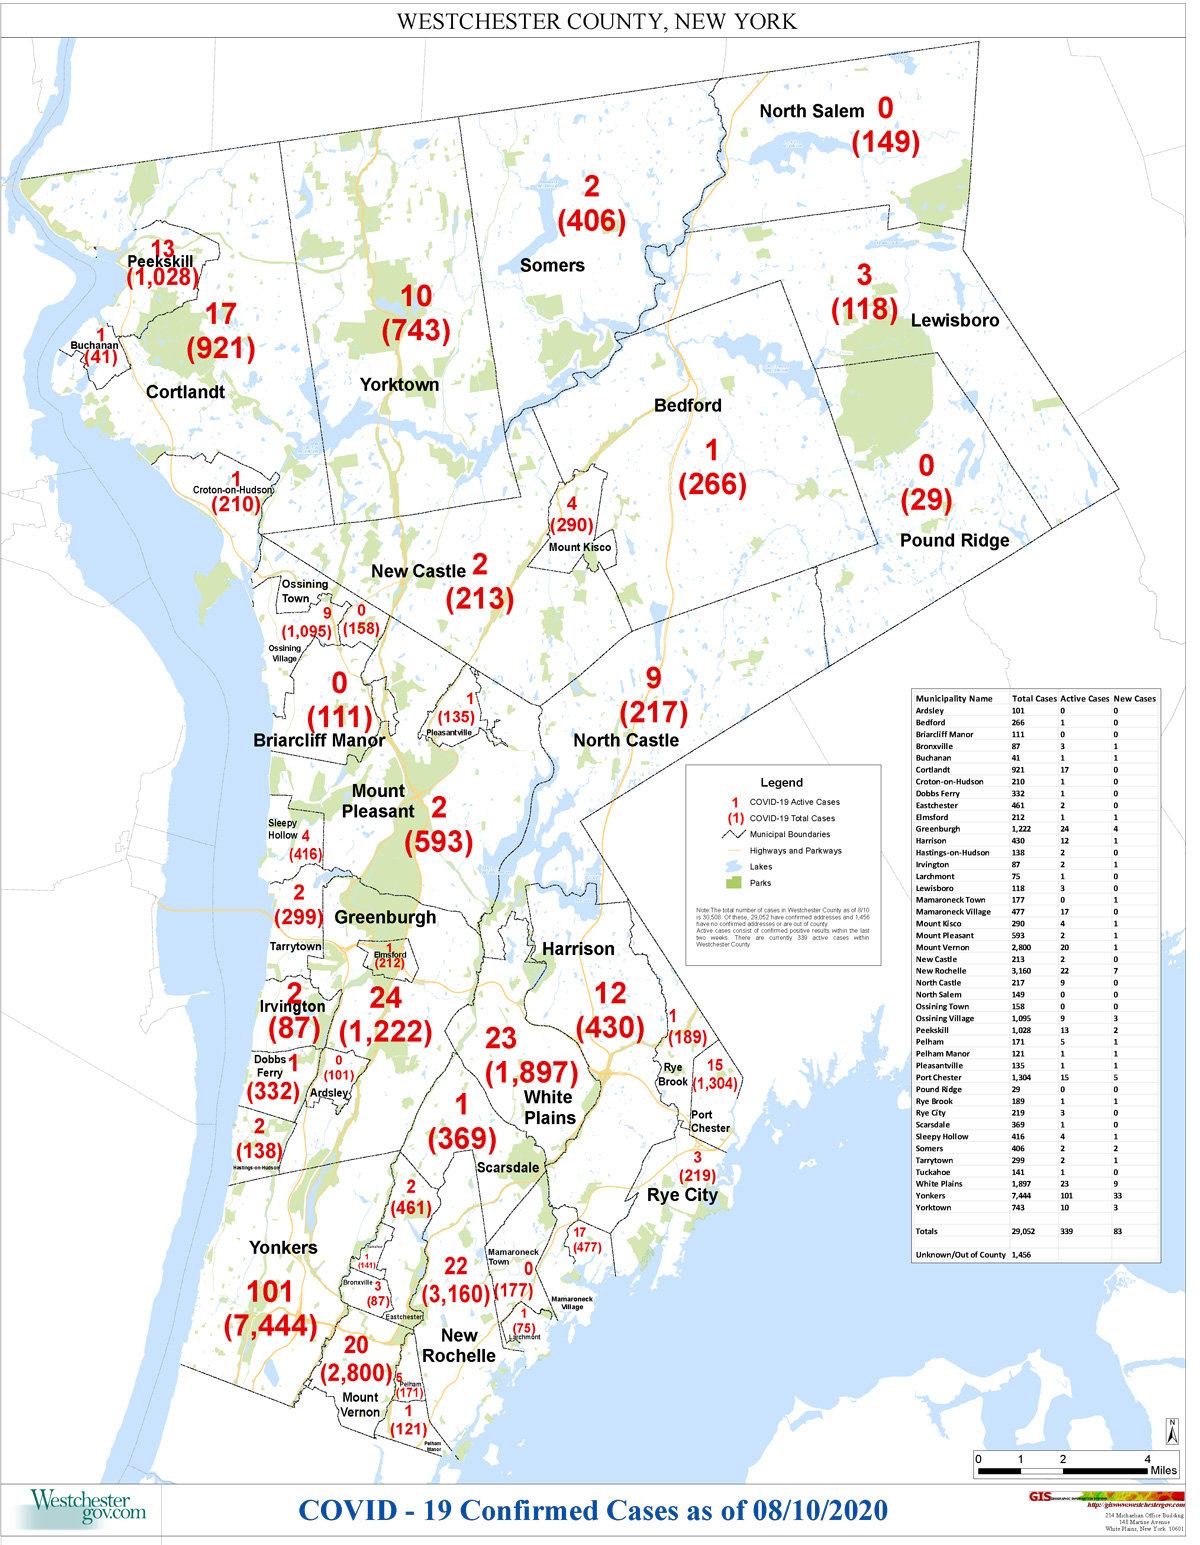 WESTCHESTER COUNTY, NEW YORK
North Salem 0
(149)
2
(406)
Somers
13
Peekskill
(1,028)
17
(921)
Cortlandt
10
(743)
Yorktown
3
(118)
Lewisboro
1
Buchanan
(41)
Bedford
1
(266)
0
(29)
Pound Ridge
1
Croton-on-Hudson
(210)
4
(290)
Mount Kisco
New Castle 2
(213)
Ossining
Town
9
(1,095)
0
(158)
Ossining
Village
0
(111)
Briarcliff Manor
1
(135)
Pleasantville
9
(217)
North Castle
Mount
Pleasant 2
(593)
Sleepy
Hollow 4
(416)
2
(299)
Tarrytown
Greenburgh
1
Elmsford
(212)
24
(1,222)
Harrison
12
(430)
2
Irvington
(87)
23
(1,897)
White
Plains
1
(189)
Rye
Brook
15
(1,304)
Port
Chester
Dobbs
Ferry 1
(332)
0
(101)
Ardsley
2
(138)
Hastings-on-Hudson
1
(369)
Scarsdale
3
(219)
Rye City
2
(461)
17
(477)
Yonkers
101
(7,444)
1
(141)
Bronxville 3
(87)
Eastchester
22
(3,160)
New
Rochelle
Mamaroneck
Town
0
(177)
Mamaroneck
Village
1
(75)
Larchmont
20
(2,800)
Mount
Vernon
5
Pelham
(171)
1
(121)
Pelham
Manor
Legend
1 COVID-19 Active Cases
(1) COVID-19 Total Cases
Municipal Boundaries
Highways and Parkways
Lakes
Parks
Note The total number of cases in Westchester County as of 8/10
is 30,508. Of these, 29,052 have confirmed addresses and 1,456
have no confirmed addresses or are out of county.
Active cases consist of confirmed positive results within the last
two weeks. There are currently 339 active cases within
Westchester County.
Municipality Name Total Cases Active Cases New Cases
Ardsley 101 0 0
Bedford 266 1 0
Briarcliff Manor 111 0 0
Bronxville 87 3 1
Buchanan 41 1 1
Cortlandt 921 17 0
Croton-on-Hudson 210 1 0
Dobbs Ferry 332 1 0
Eastchester 461 2 0
Elmsford 212 1 1
Greenburgh 1,222 24 4
Harrison 430 12 1
Hastings-on-Hudson 138 2 0
Irvington 87 2 1
Larchmont 75 1 0
Lewisboro 118 3 0
Mamaroneck Town 177 0 1
Mamaroneck Village 477 17 0
Mount Kisco 290 4 1
Mount Pleasant 593 2 1
Mount Vernon 2,800 20 1
New Castle 213 2 0
New Rochelle 3,160 22 7
North Castle 217 9 0
North Salem 149 0 0
Ossining Town 158 0 0
Ossining Village 1,095 9 3
Peekskill 1,028 13 2
Pelham 171 5 1
Pelham Manor 121 1 1
Pleasantville 135 1 1
Port Chester 1,304 15 5
Pound Ridge 29 0 0
Rye Brook 189 1 1
Rye City 219 3 0
Scarsdale 369 1 0
Sleepy Hollow 416 4 1
Somers 406 2 2
Tarrytown 299 2 1
Tuckahoe 141 1 0
White Plains 1,897 23 9
Yonkers 7,444 101 33
Yorktown 743 10 3
Totals 29,052 339 83
Unknown/Out of County 1,456
N
0 1 2 4
Miles
Westchester
gov.com
COVID - 19 Confirmed Cases as of 08/10/2020
GIS
http://giswww.westchestergov.com
214 Michaelian Office Building
148 Martine Avenue
White Plains, New York 10601